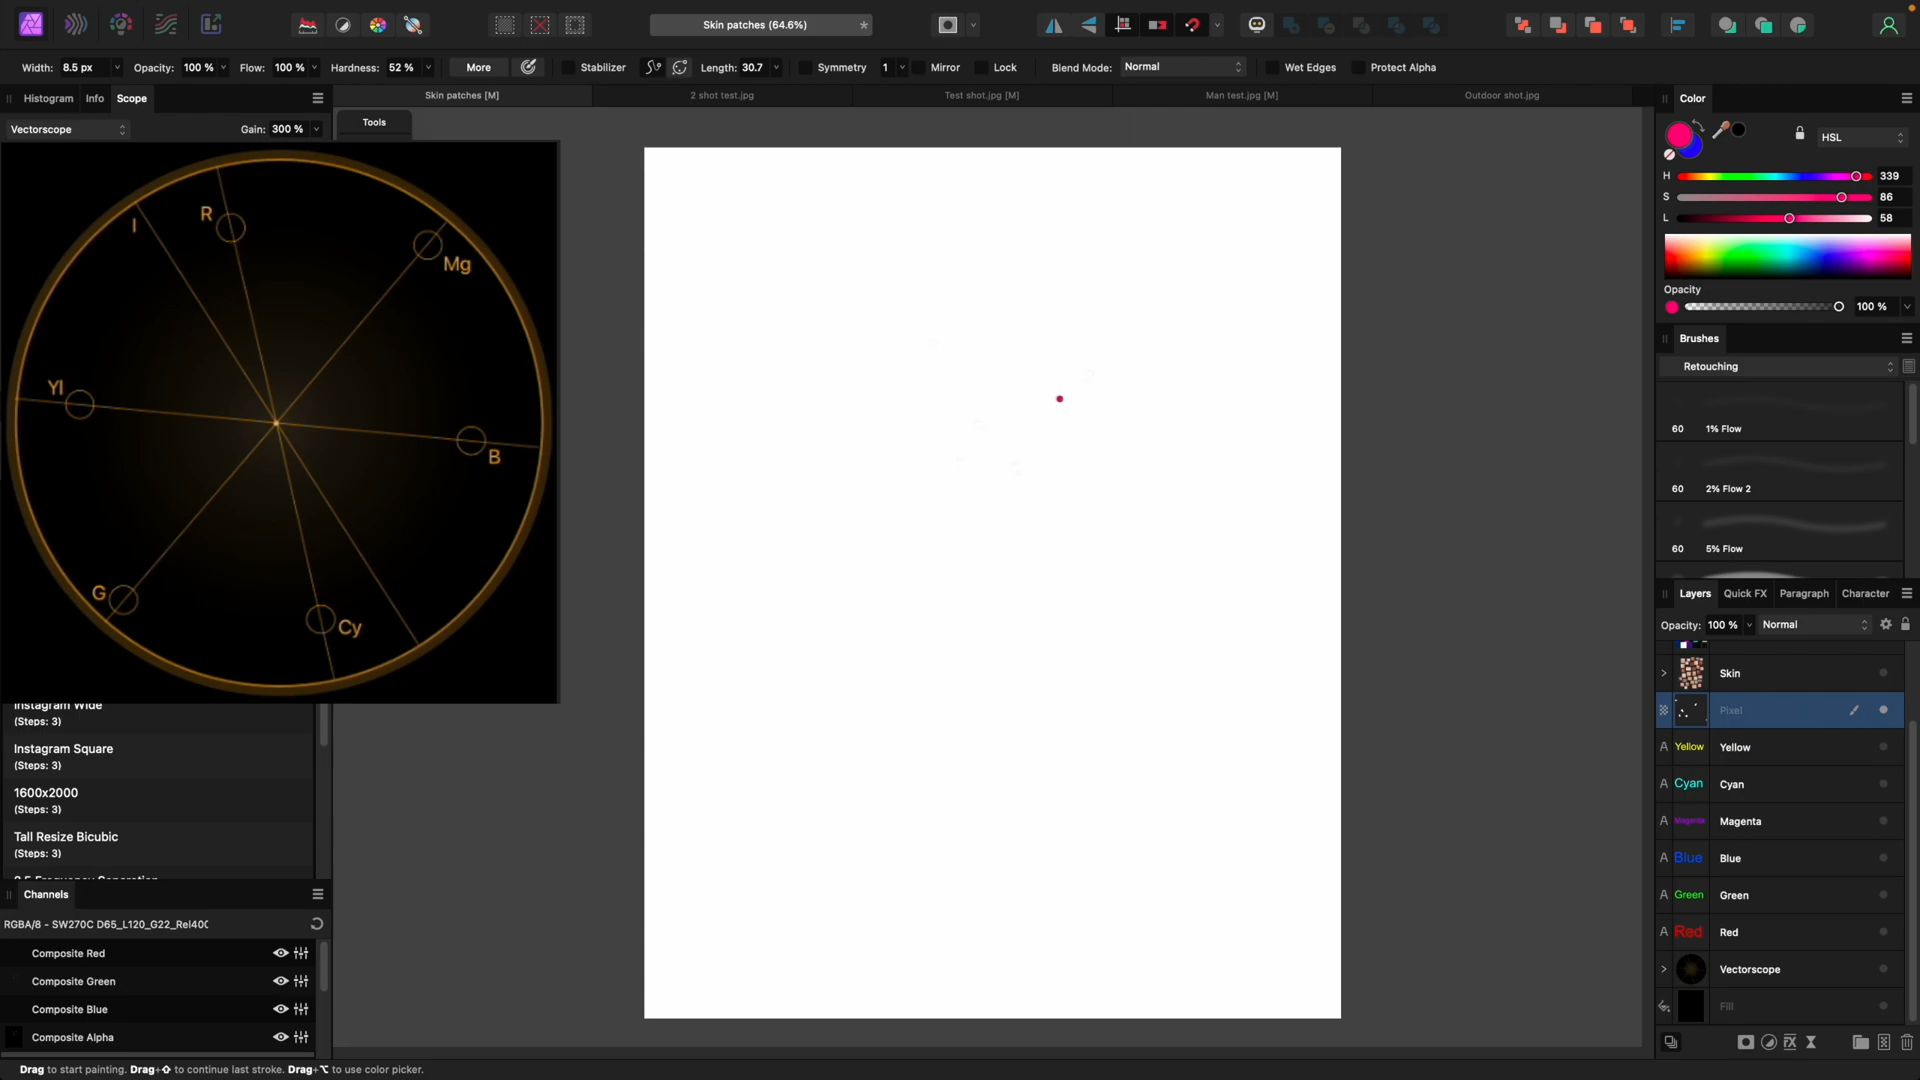 Skin patches (64.6%)
Width: 8.5 px
Opacity: 100 %
Flow: 100 %
Hardness: 52 %
More
Stabilizer
Length: 30.7
Symmetry 1
Mirror
Lock
Blend Mode: Normal
Wet Edges
Protect Alpha
Histogram
Info
Scope
Vectorscope
Gain: 300 %
Skin patches [M]
2 shot test.jpg
Test shot.jpg [M]
Man test.jpg [M]
Outdoor shot.jpg
Tools
I
R
Mg
Yl
B
G
Cy
Instagram Wide
(Steps: 3)
Instagram Square
(Steps: 3)
1600x2000
(Steps: 3)
Tall Resize Bicubic
(Steps: 3)
Channels
RGBA/8 - SW270C D65_L120_G22_Rel400
Composite Red
Composite Green
Composite Blue
Composite Alpha
Drag to start painting. Drag+⇧ to continue last stroke. Drag+⌥ to use color picker.
Color
HSL
H 339
S 86
L 58
Opacity
100 %
Brushes
Retouching
60 1% Flow
60 2% Flow 2
60 5% Flow
Layers
Quick FX
Paragraph
Character
Opacity: 100 %
Normal
Skin
Pixel
A Yellow Yellow
A Cyan Cyan
A Magenta Magenta
A Blue Blue
A Green Green
A Red Red
Vectorscope
Fill